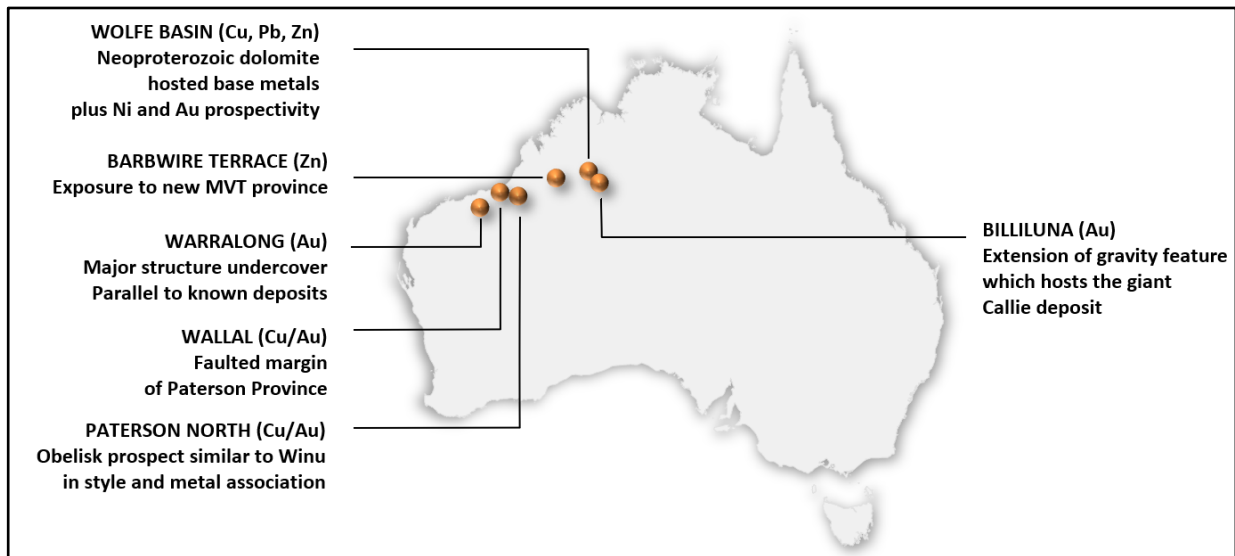 WOLFE BASIN (Cu, Pb, Zn)
Neoproterozoic dolomite
hosted base metals
plus Ni and Au prospectivity
BARBWIRE TERRACE (Zn)
Exposure to new MVT province
WARRALONG (Au)
Major structure undercover
Parallel to known deposits
WALLAL (Cu/Au)
Faulted margin
of Paterson Province
PATERSON NORTH (Cu/Au)
Obelisk prospect similar to Winu
in style and metal association
BILLILUNA (Au)
Extension of gravity feature
which hosts the giant
Callie deposit